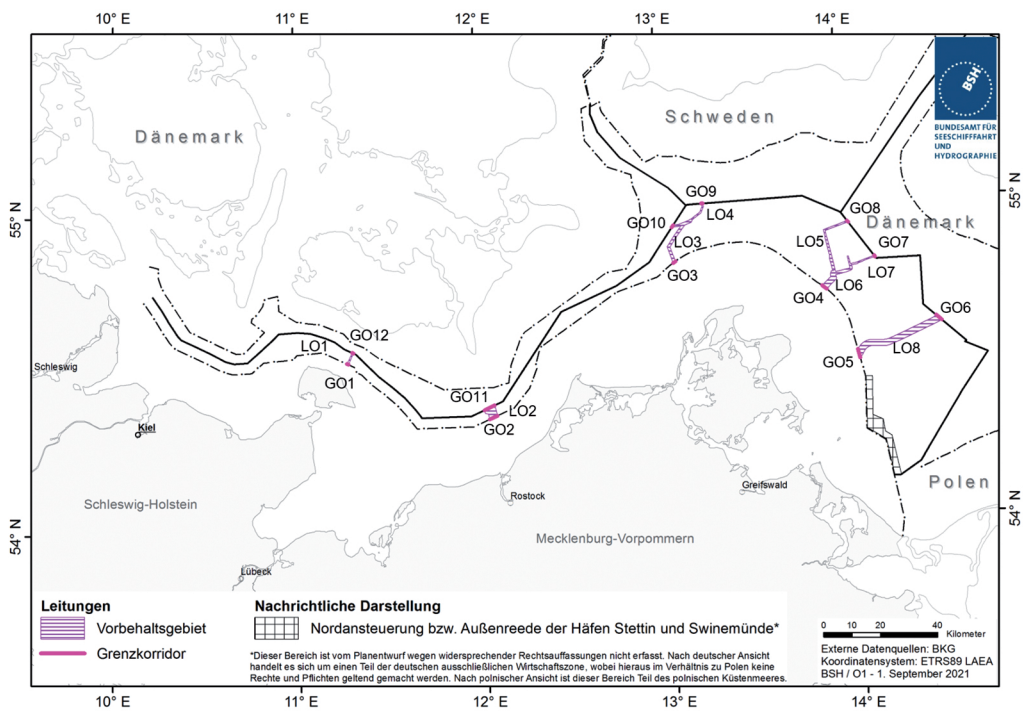 10° E 11° E 12° E 13° E 14° E
BSH
BUNDESAMT FÜR
SEESCHIFFFAHRT
UND
HYDROGRAPHIE
Schweden
Dänemark
55° N
55° N
GO9
LO4
GO8
GO10
Dänemark
LO3
LO5
GO7
GO3
LO7
LO6
GO4
GO6
GO12
LO1
LO8
GO5
Schleswig
GO1
GO11
LO2
GO2
Kiel
Greifswald
Polen
Rostock
Schleswig-Holstein
54° N
54° N
Mecklenburg-Vorpommern
Lübeck
Leitungen
Vorbehaltsgebiet
Grenzkorridor
Nachrichtliche Darstellung
Nordansteuerung bzw. Außenreede der Häfen Stettin und Swinemünde*
*Dieser Bereich ist vom Planentwurf wegen widersprechender Rechtsauffassungen nicht erfasst. Nach deutscher Ansicht
handelt es sich um einen Teil der deutschen ausschließlichen Wirtschaftszone, wobei hieraus im Verhältnis zu Polen keine
Rechte und Pflichten geltend gemacht werden. Nach polnischer Ansicht ist dieser Bereich Teil des polnischen Küstenmeeres.
0 10 20 40
Kilometer
Externe Datenquellen: BKG
Koordinatensystem: ETRS89 LAEA
BSH / O1 - 1. September 2021
10° E 11° E 12° E 13° E 14° E